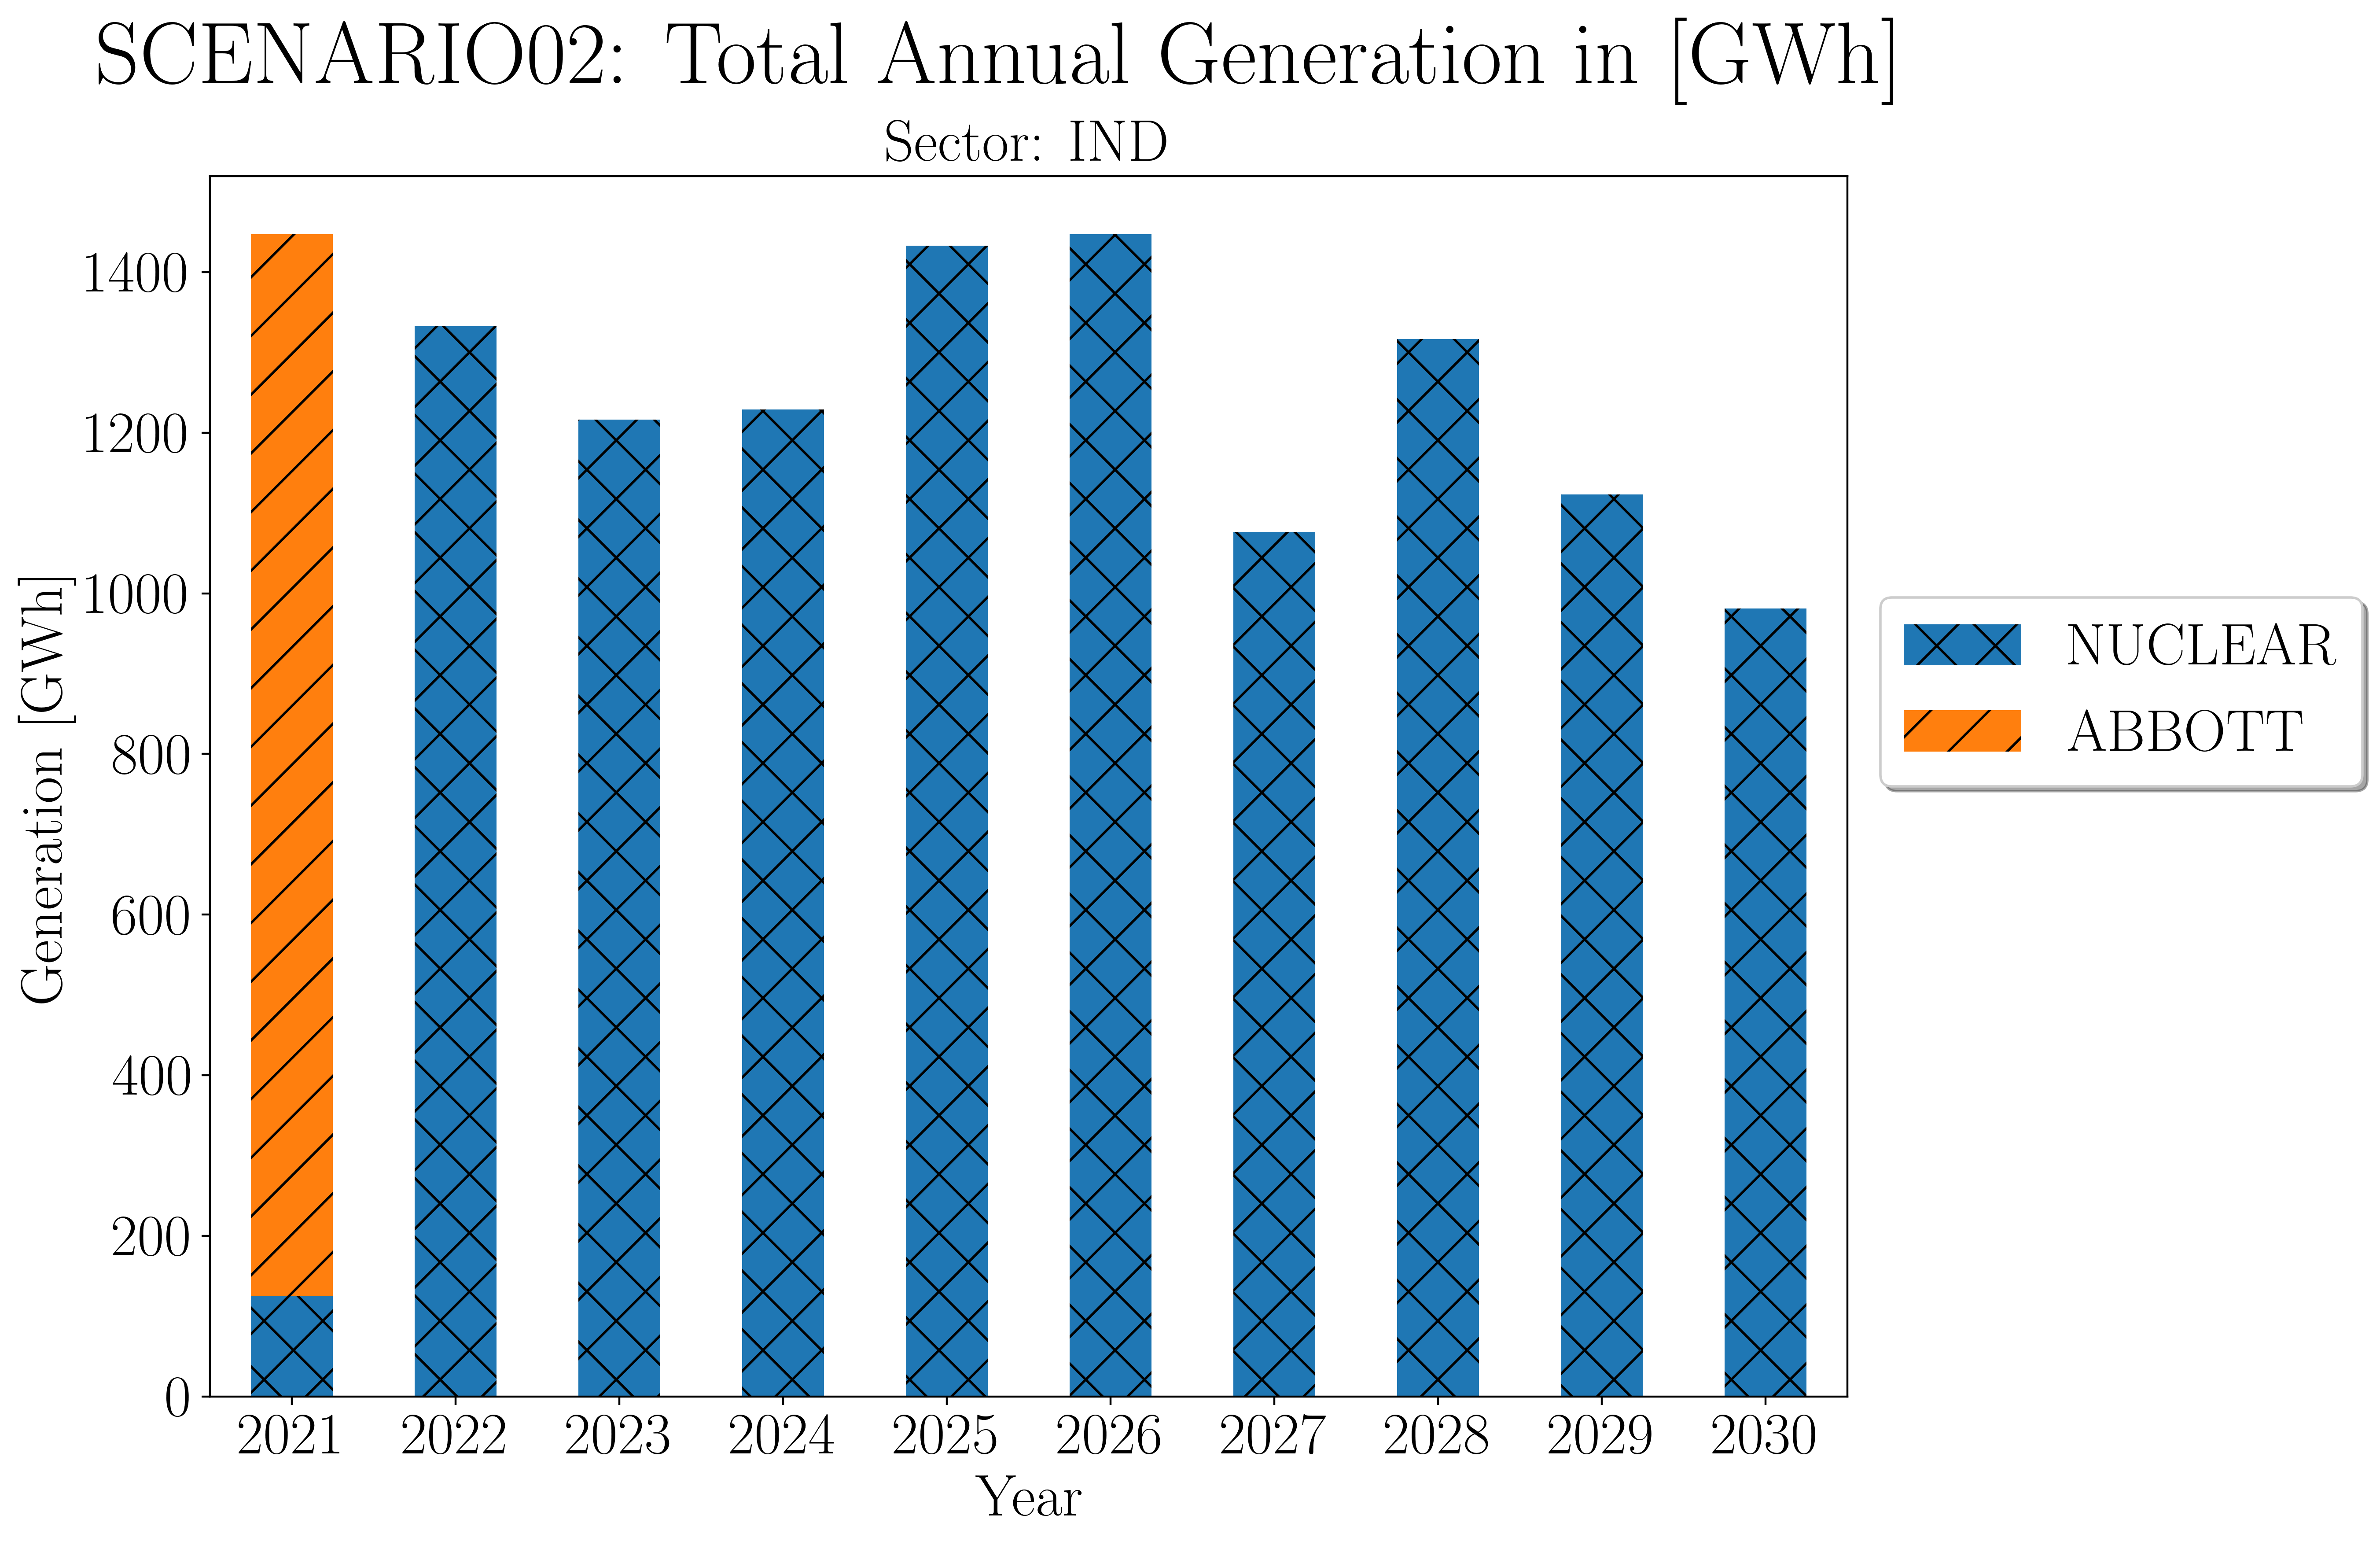 SCENARIO02: Total Annual Generation in [GWh]
Sector: IND
Generation [GWh]
1400
1200
1000
800
600
400
200
0
2021 2022 2023 2024 2025 2026 2027 2028 2029 2030
Year
NUCLEAR
ABBOTT